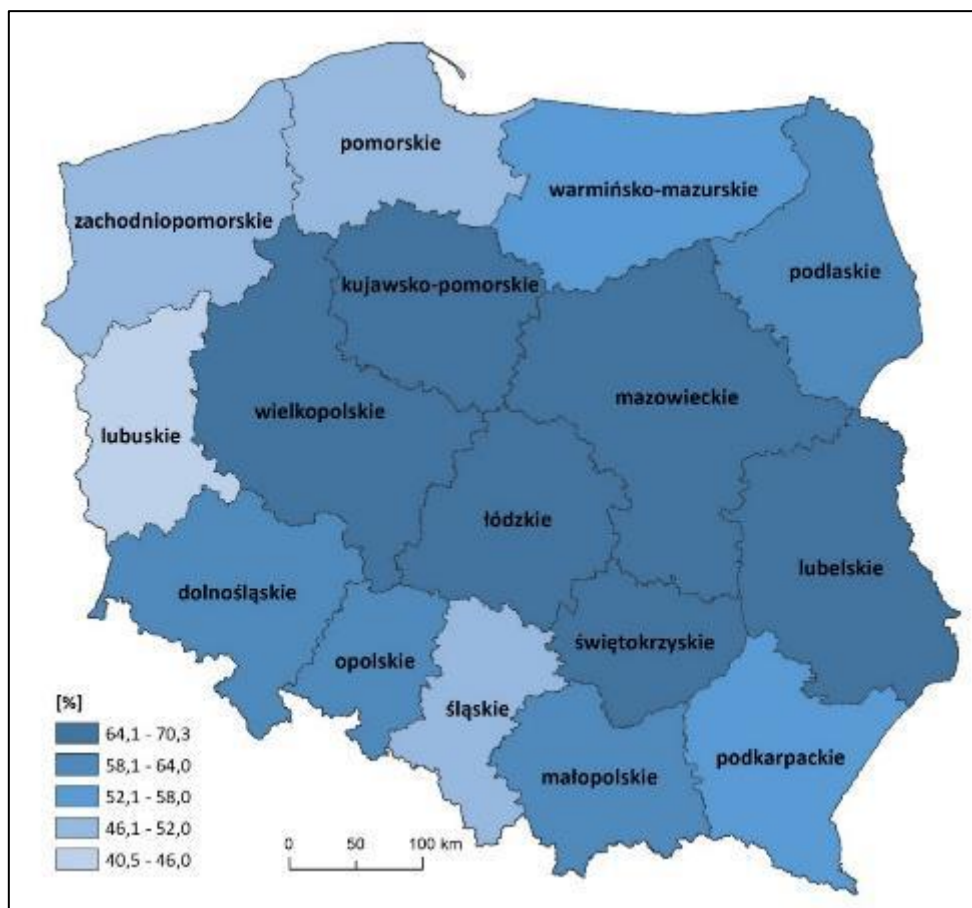 pomorskie
warmińsko-mazurskie
zachodniopomorskie
podlaskie
kujawsko-pomorskie
mazowieckie
wielkopolskie
lubuskie
łódzkie
lubelskie
dolnośląskie
świętokrzyskie
opolskie
śląskie
podkarpackie
małopolskie
[%]
64,1 - 70,3
58,1 - 64,0
52,1 - 58,0
46,1 - 52,0
40,5 - 46,0
0 50 100 km